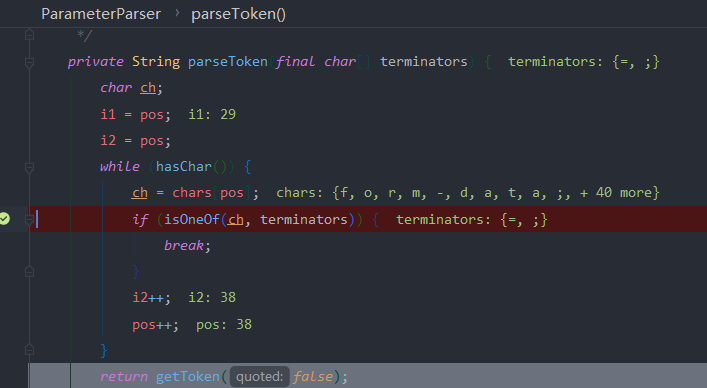 ParameterParser › parseToken()
*/
private String parseToken(final char[] terminators) {  terminators: {=, ;}
char ch;
i1 = pos;  i1: 29
i2 = pos;
while (hasChar()) {
ch = chars[pos];  chars: {f, o, r, m, -, d, a, t, a, ;, + 40 more}
if (isOneOf(ch, terminators)) {  terminators: {=, ;}
break;
}
i2++;  i2: 38
pos++;  pos: 38
}
return getToken( quoted: false);